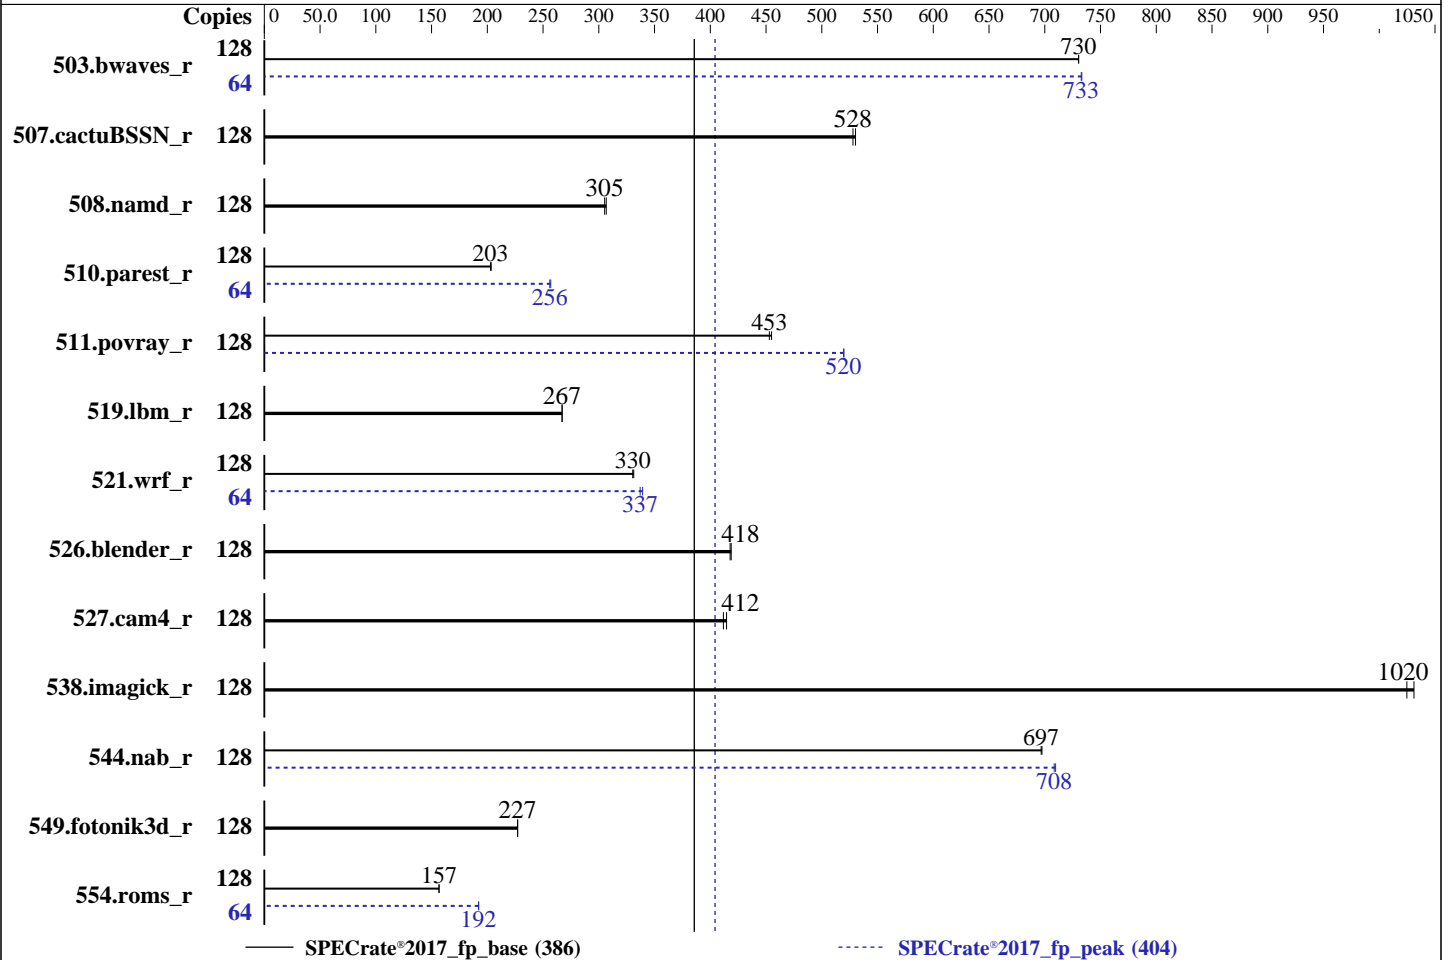 Copies 0 50.0 100 150 200 250 300 350 400 450 500 550 600 650 700 750 800 850 900 950 1050
503.bwaves_r 128 730
64 733
507.cactuBSSN_r 128 528
508.namd_r 128 305
510.parest_r 128 203
64 256
511.povray_r 128 453
520
519.lbm_r 128 267
521.wrf_r 128 330
64 337
526.blender_r 128 418
527.cam4_r 128 412
538.imagick_r 128 1020
544.nab_r 128 697
708
549.fotonik3d_r 128 227
554.roms_r 128 157
64 192
SPECrate®2017_fp_base (386) SPECrate®2017_fp_peak (404)